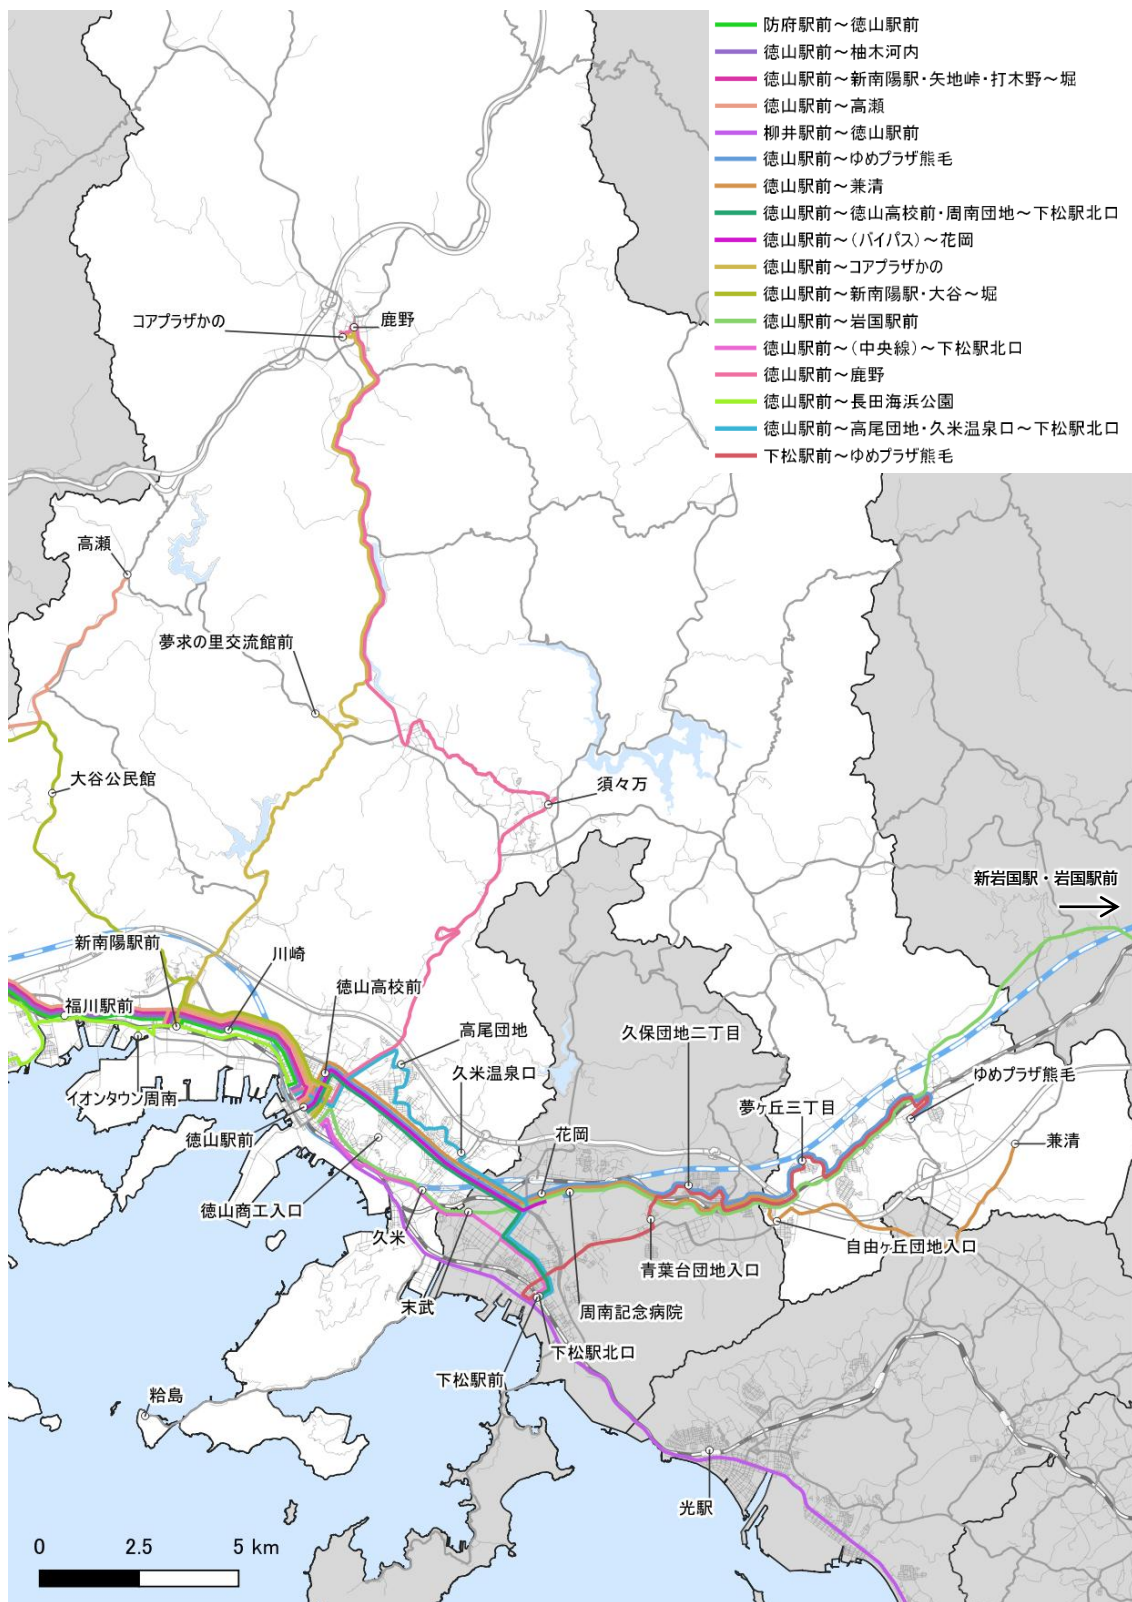 防府駅前～徳山駅前
徳山駅前～柚木河内
徳山駅前～新南陽駅・矢地峠・打木野～堀
徳山駅前～高瀬
柳井駅前～徳山駅前
徳山駅前～ゆめプラザ熊毛
徳山駅前～兼清
徳山駅前～徳山高校前・周南団地～下松駅北口
徳山駅前～(バイパス)～花岡
徳山駅前～コアプラザかの
徳山駅前～新南陽駅・大谷～堀
徳山駅前～岩国駅前
徳山駅前～(中央線)～下松駅北口
徳山駅前～鹿野
徳山駅前～長田海浜公園
徳山駅前～高尾団地・久米温泉口～下松駅北口
下松駅前～ゆめプラザ熊毛
コアプラザかの
鹿野
高瀬
夢求の里交流館前
大谷公民館
須々万
新岩国駅・岩国駅前
新南陽駅前
川崎
徳山高校前
福川駅前
高尾団地
久保団地二丁目
久米温泉口
ゆめプラザ熊毛
イオンタウン周南
夢ヶ丘三丁目
徳山駅前
花岡
兼清
徳山商工入口
久米
自由ヶ丘団地入口
青葉台団地入口
末武
周南記念病院
下松駅北口
下松駅前
粭島
光駅
0 2.5 5 km